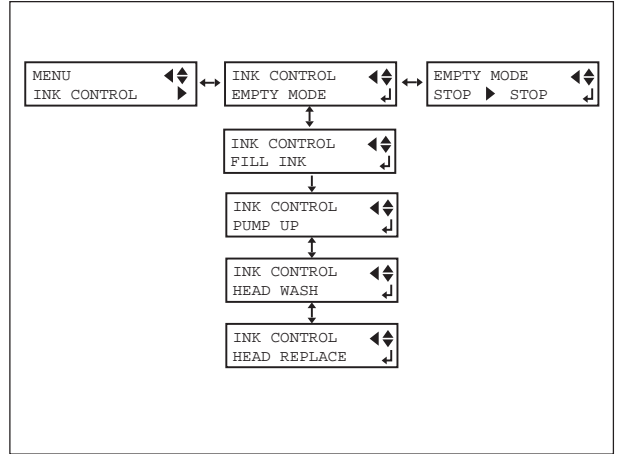 MENU
INK CONTROL
INK CONTROL
EMPTY MODE
EMPTY MODE
STOP ▶ STOP
INK CONTROL
FILL INK
INK CONTROL
PUMP UP
INK CONTROL
HEAD WASH
INK CONTROL
HEAD REPLACE